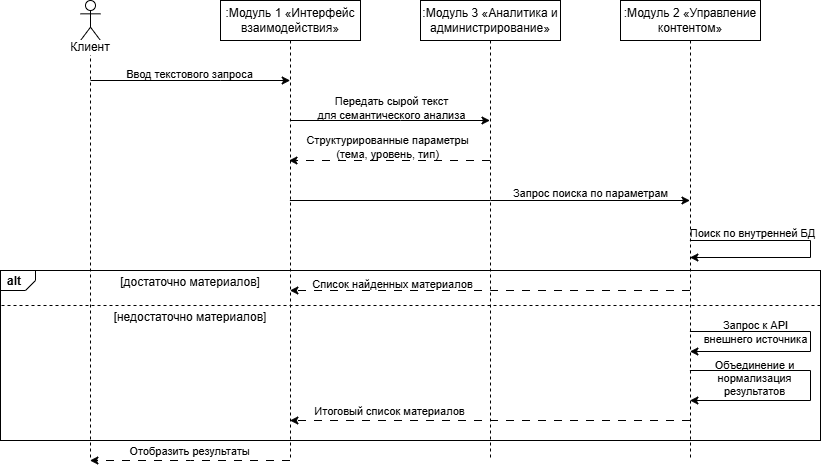 :Модуль 1 «Интерфейс
взаимодействия»
:Модуль 3 «Аналитика и
администрирование»
:Модуль 2 «Управление
контентом»
Клиент
Ввод текстового запроса
Передать сырой текст
для семантического анализа
Структурированные параметры
(тема, уровень, тип)
Запрос поиска по параметрам
Поиск по внутренней БД
alt
[достаточно материалов]
Список найденных материалов
[недостаточно материалов]
Запрос к API
внешнего источника
Объединение и
нормализация
результатов
Итоговый список материалов
Отобразить результаты